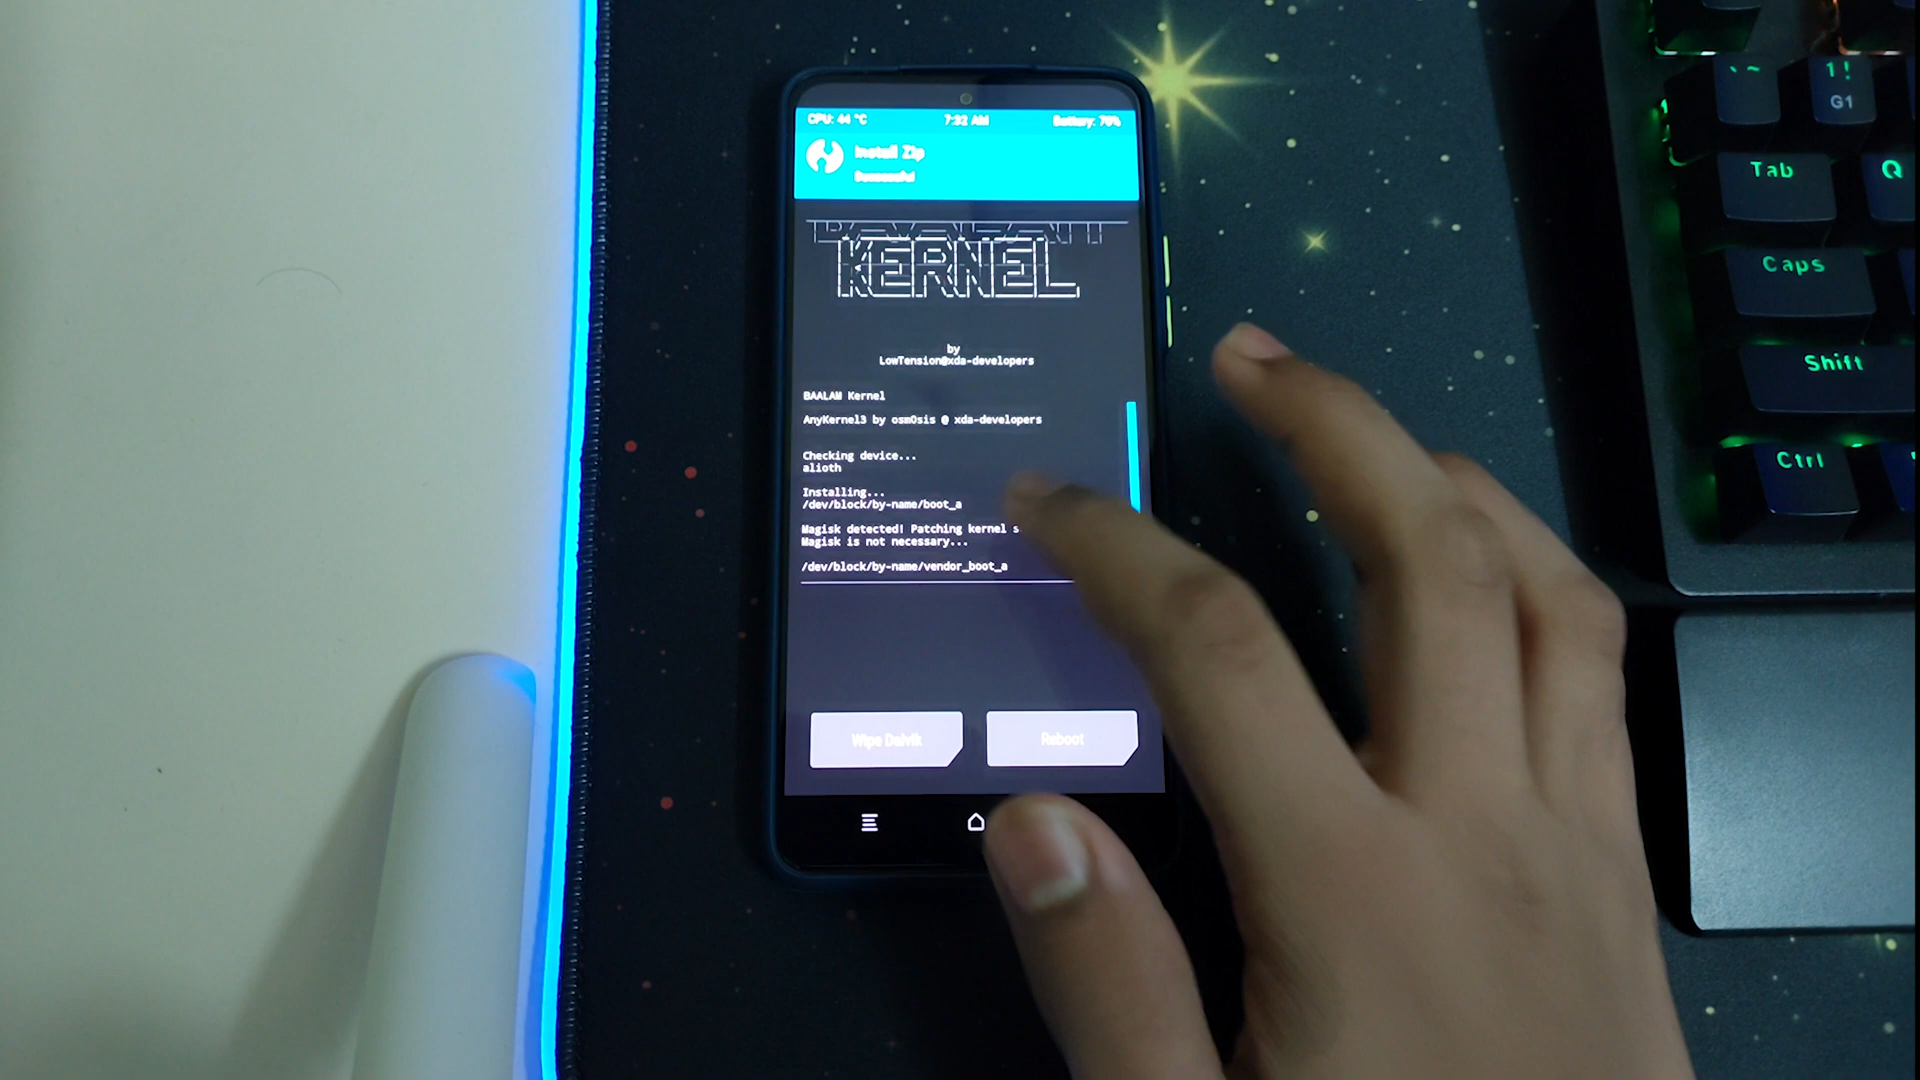 CPU: 44 °C
7:32 AM
Battery: 70%
Install Zip
Successful
KERNEL
by
LowTension@xda-developers
BAALAM Kernel
AnyKernel3 by osm0sis @ xda-developers
Checking device...
alioth
Installing...
/dev/block/by-name/boot_a
Magisk detected! Patching kernel s
Magisk is not necessary...
/dev/block/by-name/vendor_boot_a
Wipe Dalvik
Reboot
` ~
1 !
G1
Tab
Q
Caps
Shift
Ctrl